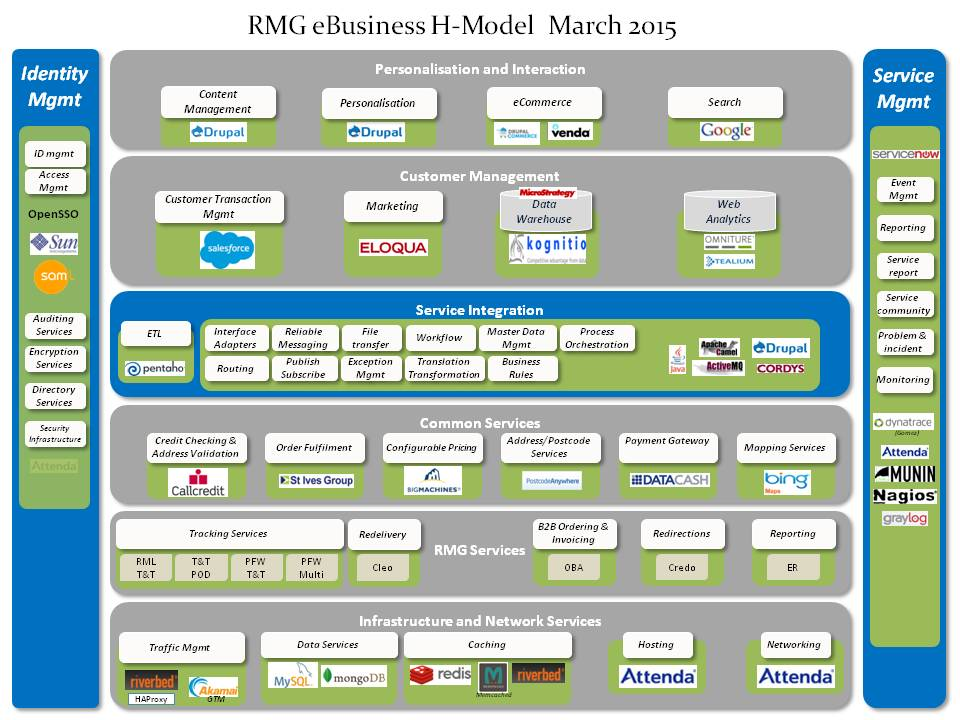 RMG eBusiness H-Model March 2015
Identity
Mgmt
ID mgmt
Access
Mgmt
OpenSSO
Sun
sam
Auditing
Services
Encryption
Services
Directory
Services
Security
Infrastructure
Attenda
Personalisation and Interaction
Content
Management
Drupal
Personalisation
Drupal
eCommerce
DRUPAL
COMMERCE
venda
Search
Google
Customer Management
Customer Transaction
Mgmt
salesforce
Marketing
ELOQUA
MicroStrategy
Data
Warehouse
kognitio
Competitive advantage from data
Web
Analytics
OMNITURE
TEALIUM
Service Integration
ETL
pentaho
Interface
Adapters
Reliable
Messaging
File
transfer
Workflow
Master Data
Mgmt
Process
Orchestration
Routing
Publish
Subscribe
Exception
Mgmt
Translation
Transformation
Business
Rules
Java
Apache
Camel
ActiveMQ
Drupal
CORDYS
Common Services
Credit Checking &
Address Validation
Callcredit
Order Fulfilment
St Ives Group
Configurable Pricing
BIGMACHINES
Address/Postcode
Services
PostcodeAnywhere
Payment Gateway
DATACASH
Mapping Services
bing
Maps
RMG Services
Tracking Services
RML
T&T
T&T
POD
PFW
T&T
PFW
Multi
Redelivery
Cleo
B2B Ordering &
Invoicing
OBA
Redirections
Credo
Reporting
ER
Infrastructure and Network Services
Traffic Mgmt
riverbed
HAProxy
Akamai
GTM
Data Services
MySQL
mongoDB
Caching
redis
M
Memcached
riverbed
Hosting
Attenda
Networking
Attenda
Service
Mgmt
servicenow
Event
Mgmt
Reporting
Service
report
Service
community
Problem &
incident
Monitoring
dynatrace
(Gomez)
Attenda
MUNIN
Nagios®
graylog